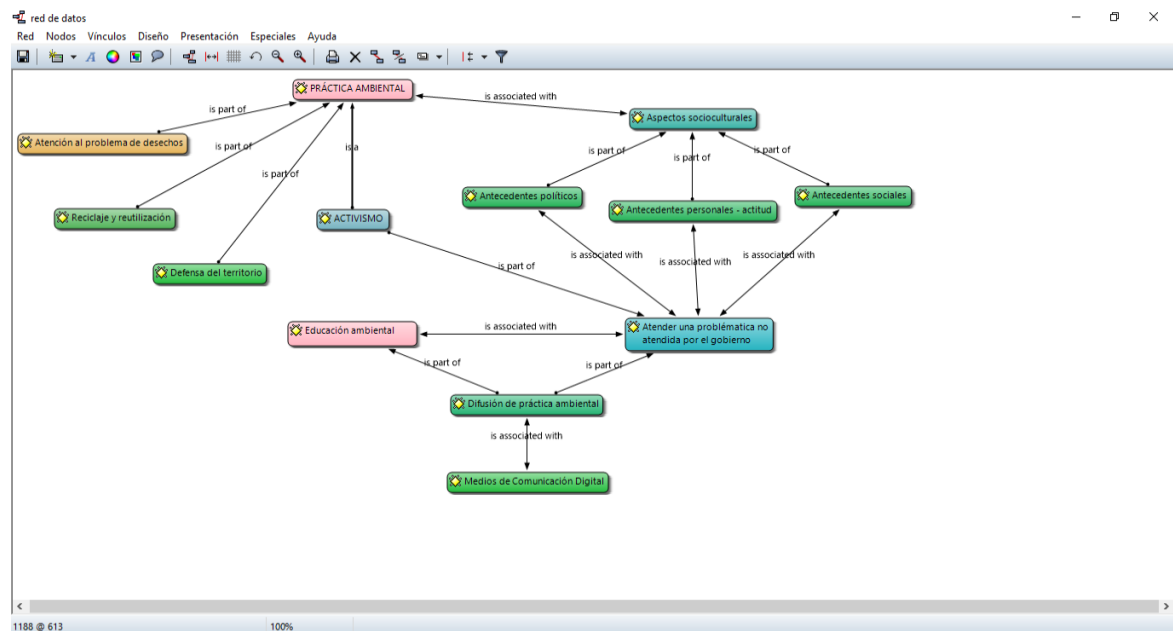 red de datos
Red Nodos Vínculos Diseño Presentación Especiales Ayuda
PRÁCTICA AMBIENTAL
is associated with
is part of
Aspectos socioculturales
Atención al problema de desechos
is part of
is a
is part of
is part of
is part of
is part of
Antecedentes políticos
Antecedentes sociales
Antecedentes personales - actitud
Reciclaje y reutilización
ACTIVISMO
is associated with
is associated with
is associated with
is part of
Defensa del territorio
Educación ambiental
is associated with
Atender una problématica no
atendida por el gobierno
is part of
is part of
Difusión de práctica ambiental
is associated with
Medios de Comunicación Digital
1188 @ 613
100%